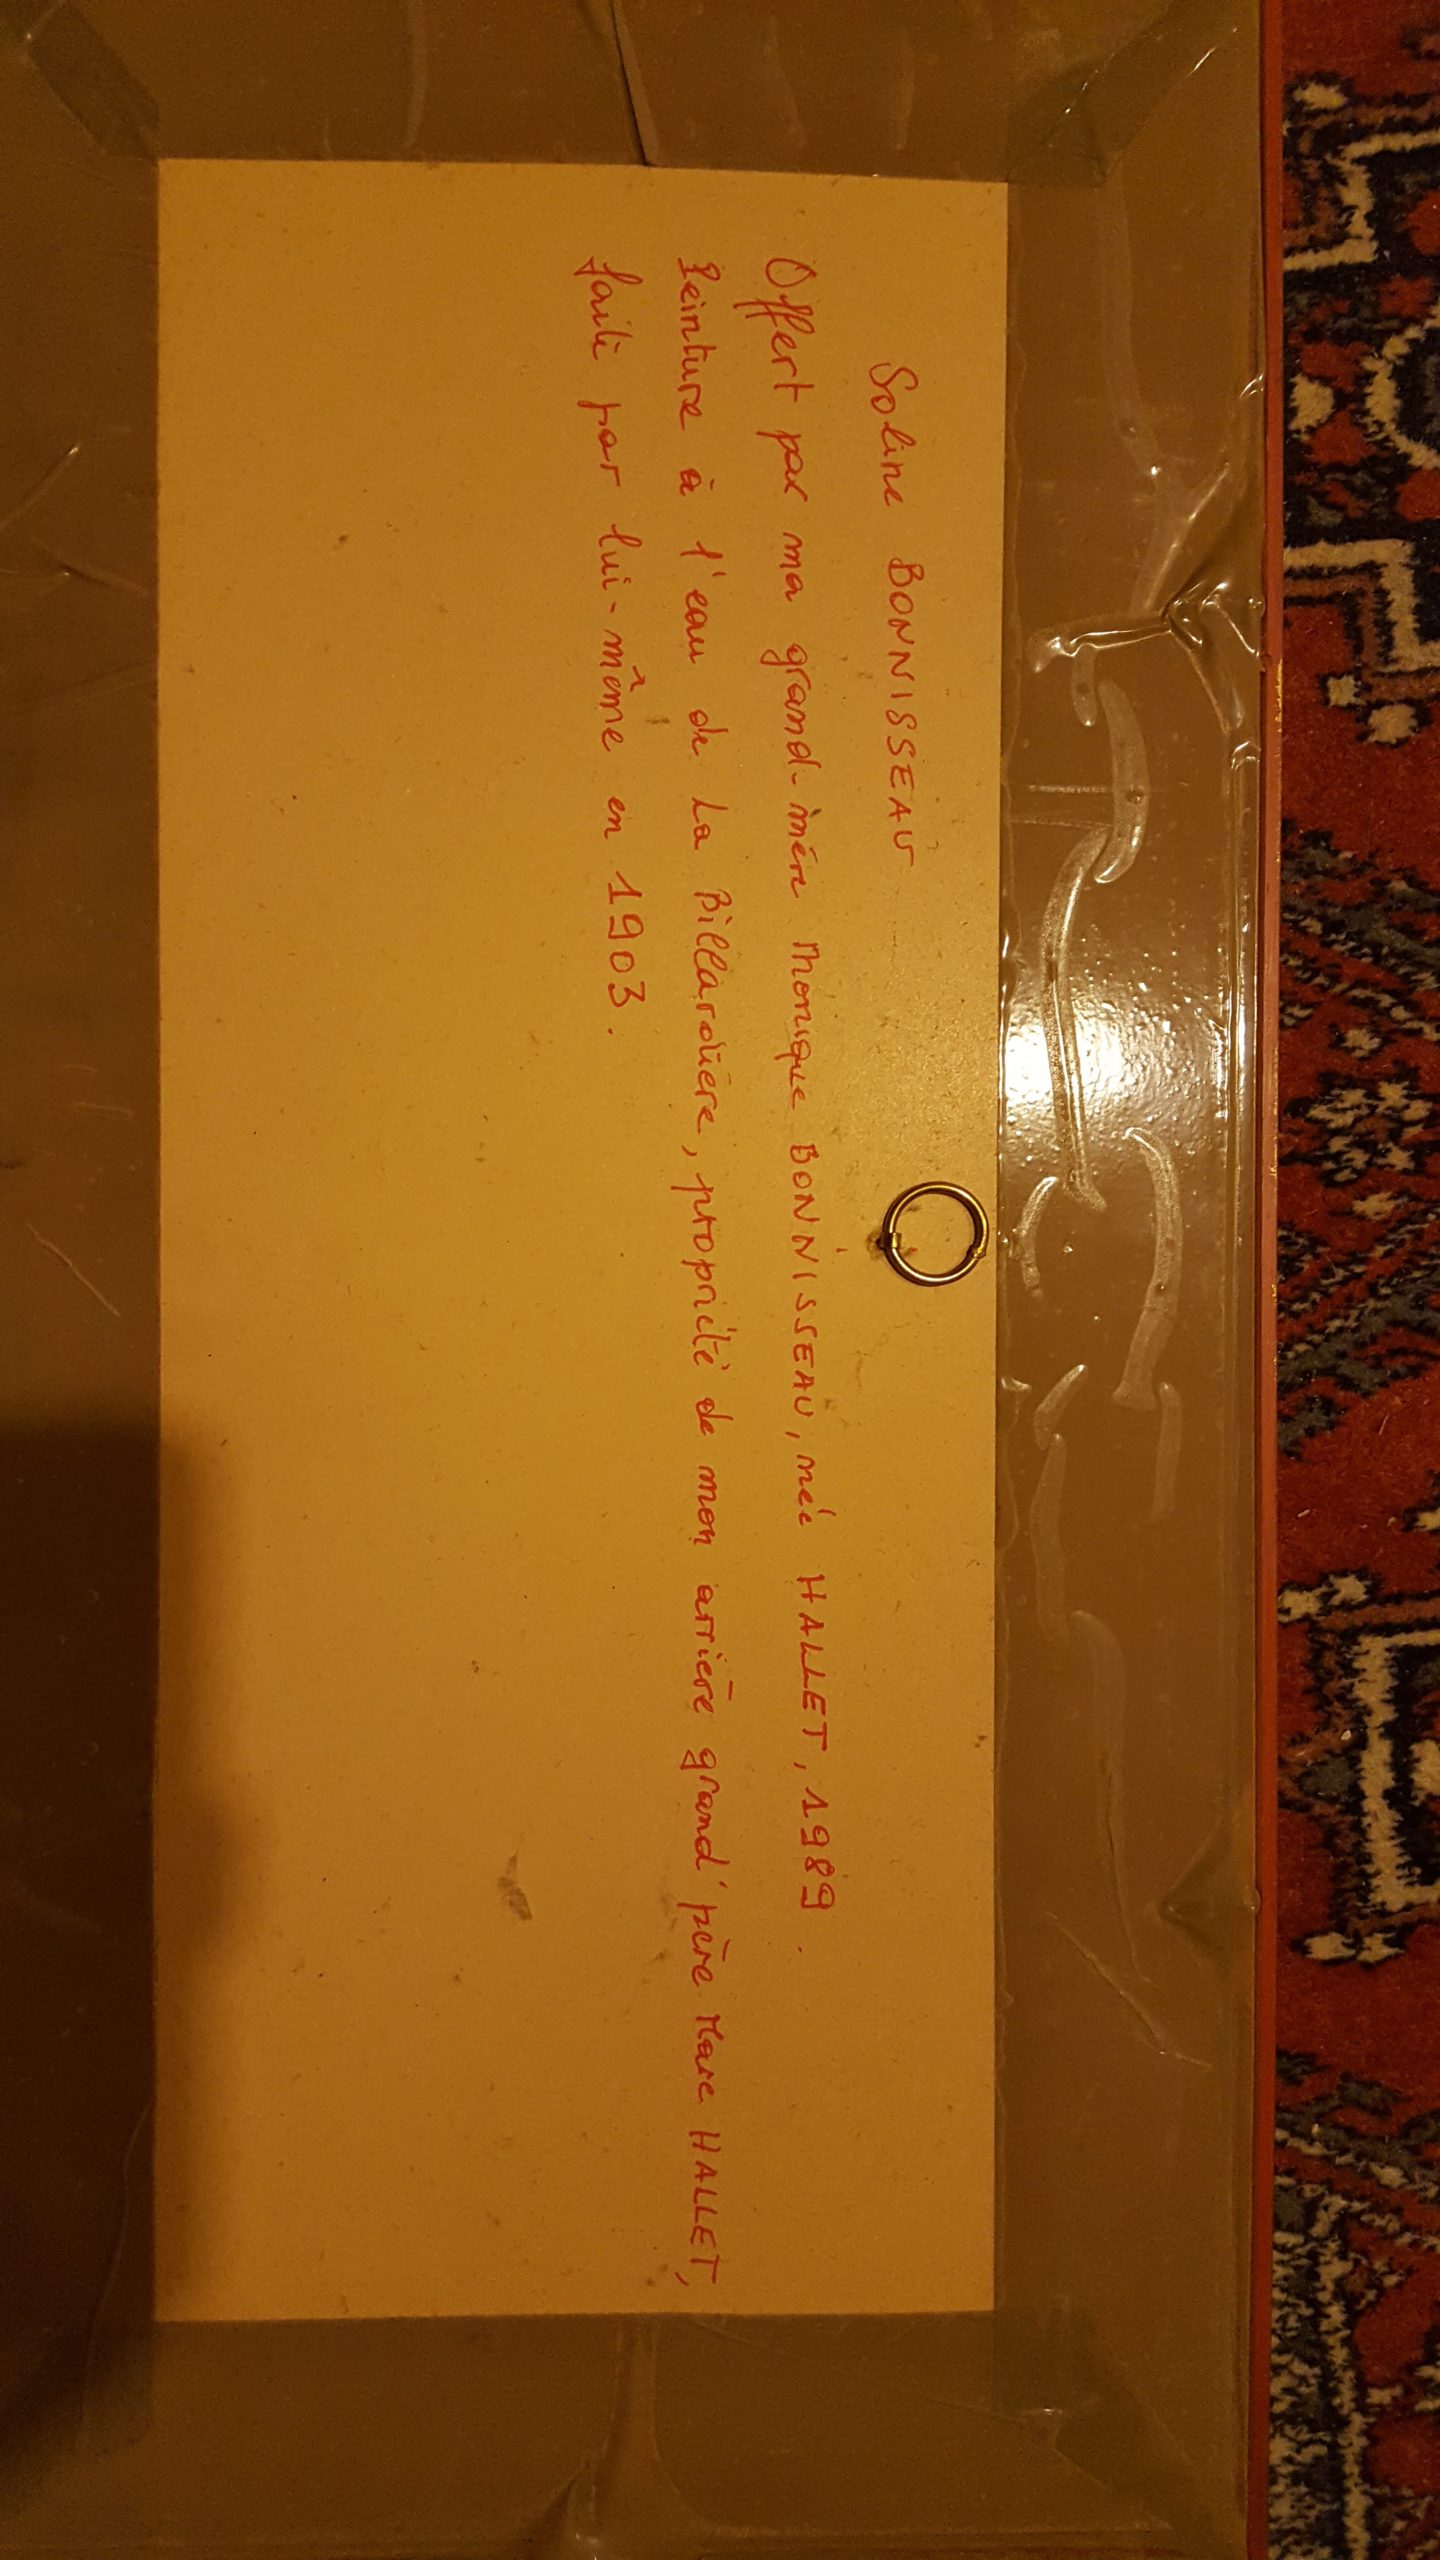 Soline BONNISSEAU
Offert par ma grand-mère Monique BONNISSEAU, née HALLET, 1989.
Peinture à l'eau de La Billardière, propriété de mon arrière grand'père Marc HALLET,
faite par lui-même en 1903.